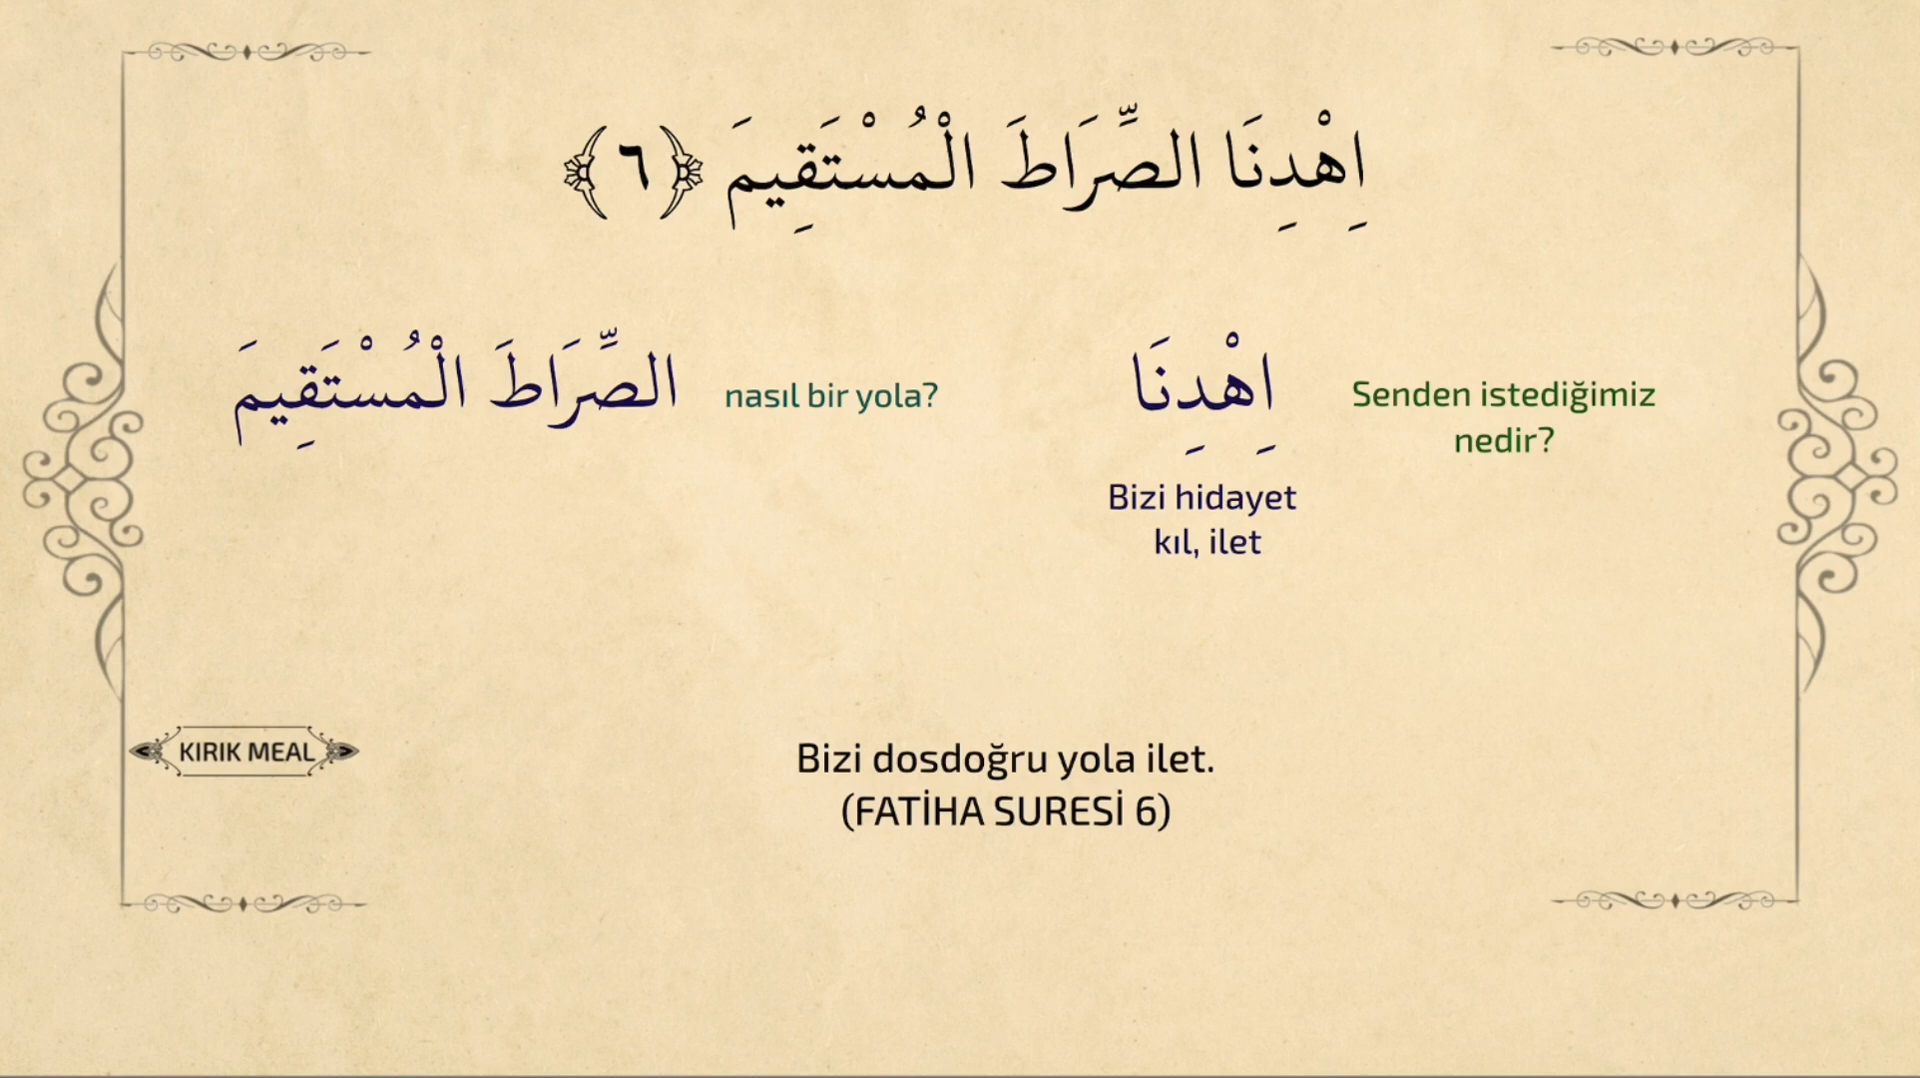 اِهْدِنَا الصِّرَاطَ الْمُسْتَقِيمَ ﴿٦﴾
Senden istediğimiz
nedir?
اِهْدِنَا
Bizi hidayet
kıl, ilet
nasıl bir yola?
الصِّرَاطَ الْمُسْتَقِيمَ
KIRIK MEAL
Bizi dosdoğru yola ilet.
(FATİHA SURESİ 6)